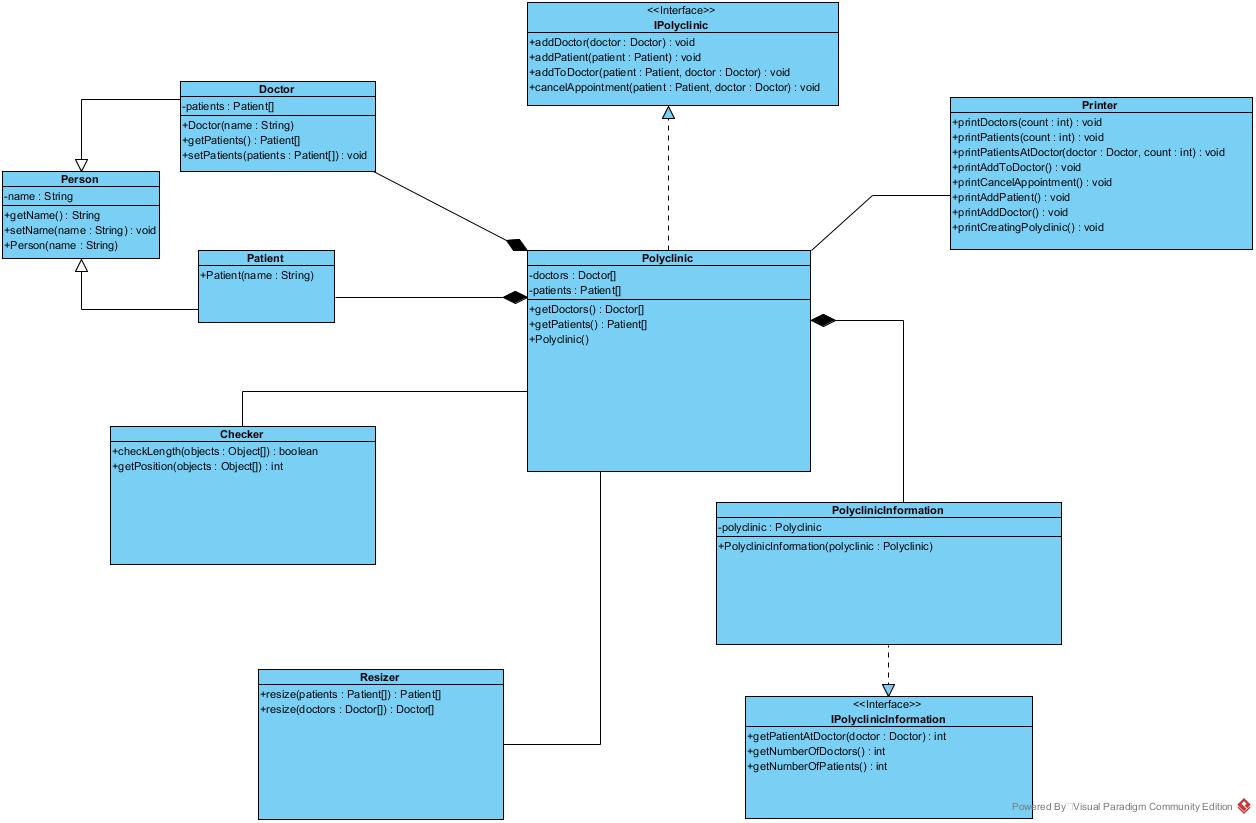 <<Interface>>
IPolyclinic
+addDoctor(doctor : Doctor) : void
+addPatient(patient : Patient) : void
+addToDoctor(patient : Patient, doctor : Doctor) : void
+cancelAppointment(patient : Patient, doctor : Doctor) : void
Doctor
-patients : Patient[]
+Doctor(name : String)
+getPatients() : Patient[]
+setPatients(patients : Patient[]) : void
Printer
+printDoctors(count : int) : void
+printPatients(count : int) : void
+printPatientsAtDoctor(doctor : Doctor, count : int) : void
+printAddToDoctor() : void
+printCancelAppointment() : void
+printAddPatient() : void
+printAddDoctor() : void
+printCreatingPolyclinic() : void
Person
-name : String
+getName() : String
+setName(name : String) : void
+Person(name : String)
Patient
+Patient(name : String)
Polyclinic
-doctors : Doctor[]
-patients : Patient[]
+getDoctors() : Doctor[]
+getPatients() : Patient[]
+Polyclinic()
Checker
+checkLength(objects : Object[]) : boolean
+getPosition(objects : Object[]) : int
PolyclinicInformation
-polyclinic : Polyclinic
+PolyclinicInformation(polyclinic : Polyclinic)
Resizer
+resize(patients : Patient[]) : Patient[]
+resize(doctors : Doctor[]) : Doctor[]
<<Interface>>
IPolyclinicInformation
+getPatientAtDoctor(doctor : Doctor) : int
+getNumberOfDoctors() : int
+getNumberOfPatients() : int
Powered By Visual Paradigm Community Edition